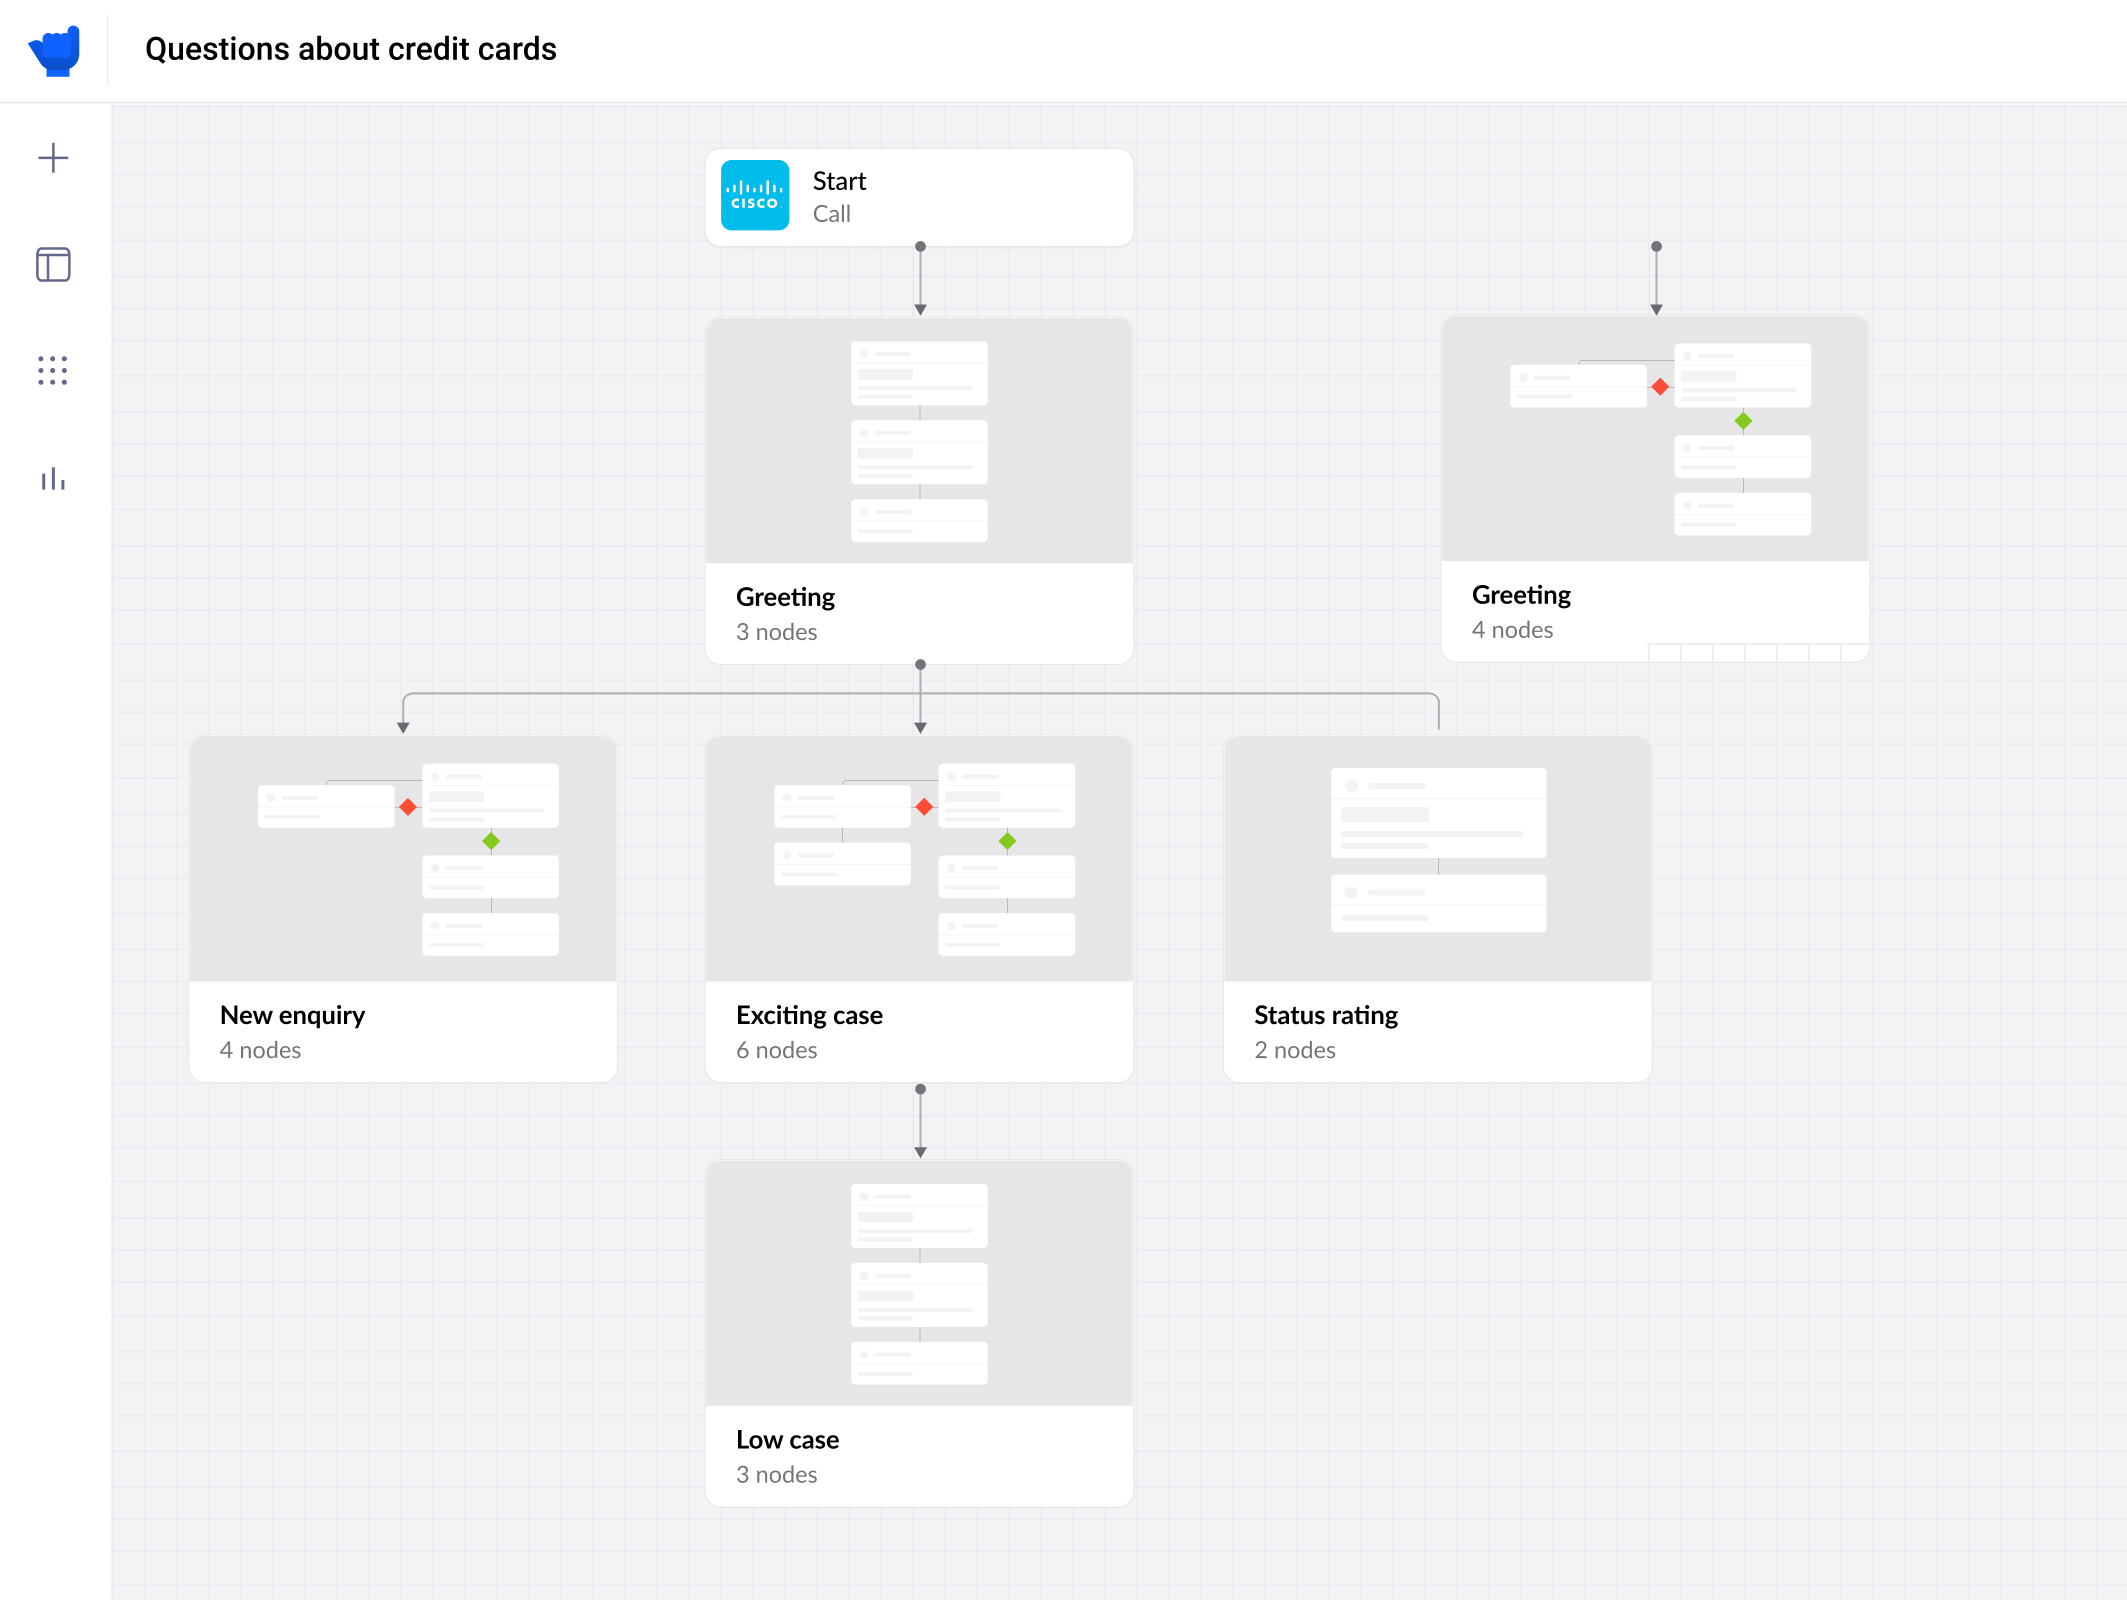 Questions about credit cards
CISCO
Start
Call
Greeting
3 nodes
Greeting
4 nodes
New enquiry
4 nodes
Exciting case
6 nodes
Status rating
2 nodes
Low case
3 nodes